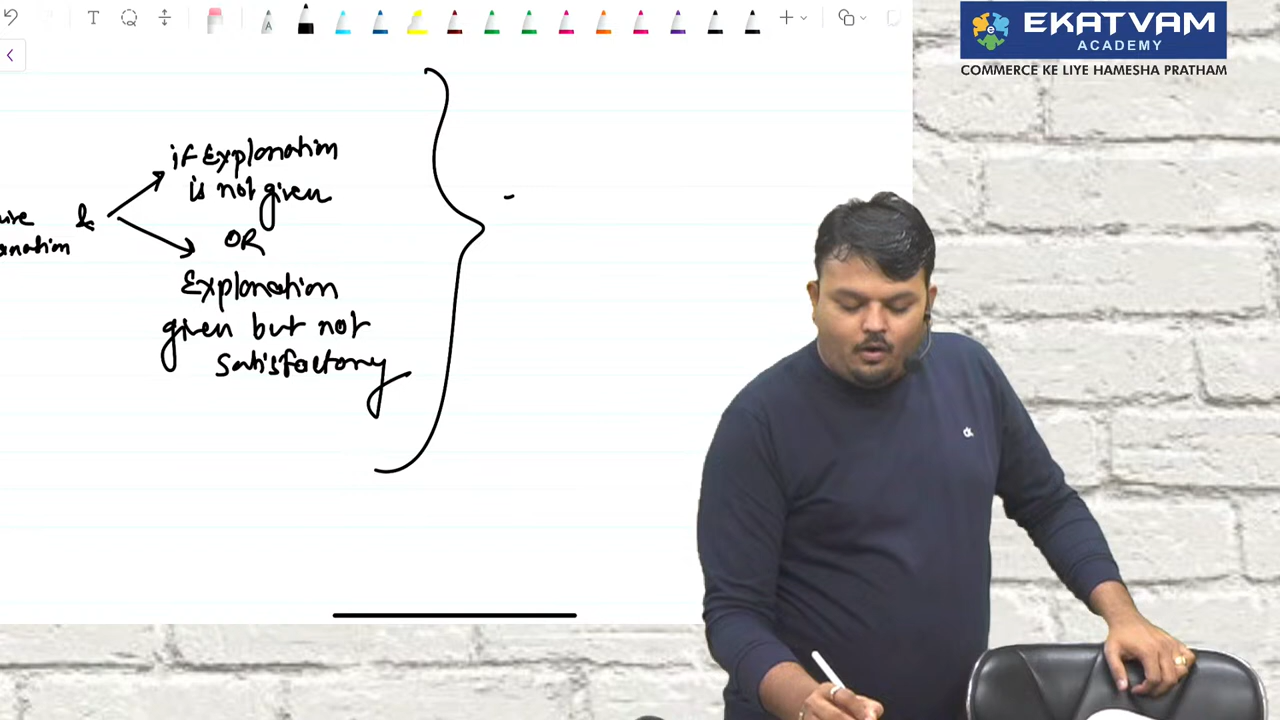 EKATVAM
ACADEMY
COMMERCE KE LIYE HAMESHA PRATHAM
if Explanation
is not given
&
OR
Explanation
given but not
satisfactory